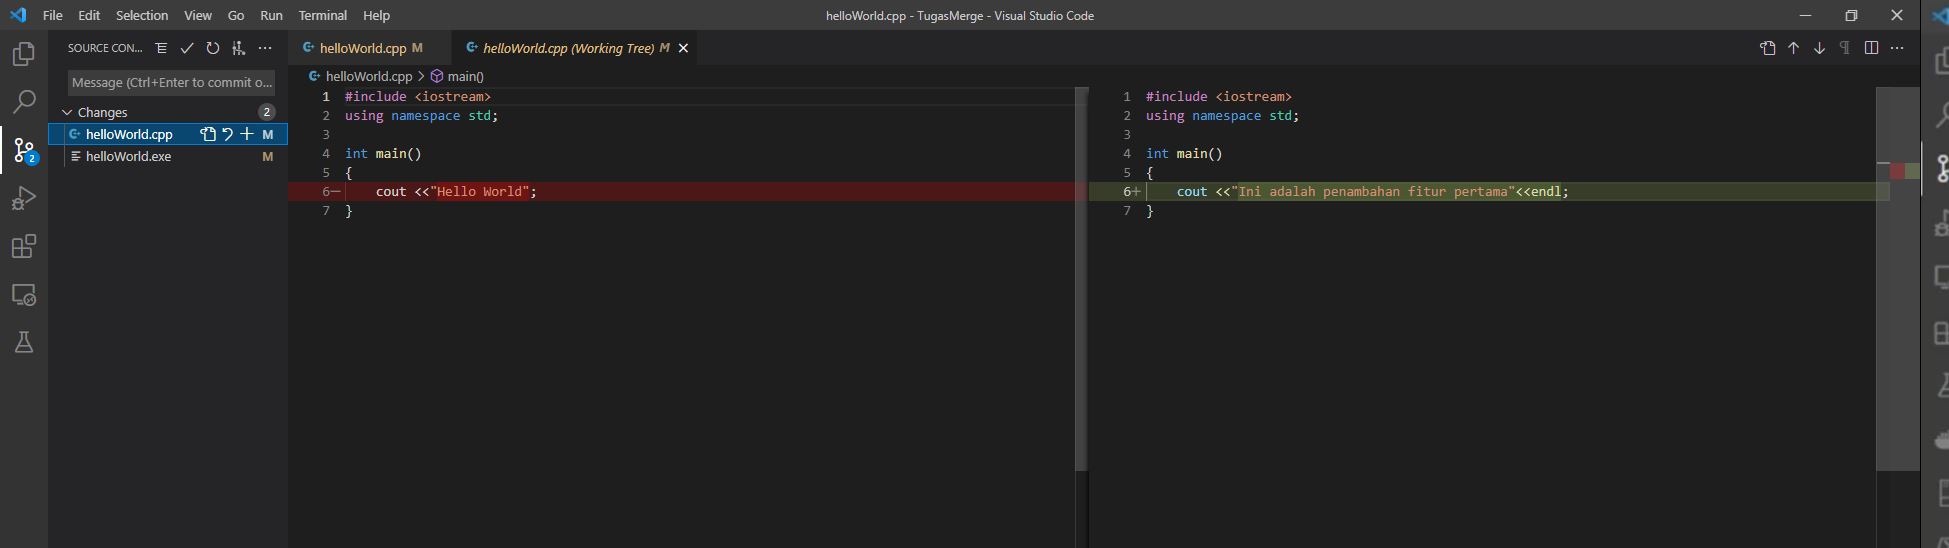 File Edit Selection View Go Run Terminal Help
helloWorld.cpp - TugasMerge - Visual Studio Code
SOURCE CON...
helloWorld.cpp M
helloWorld.cpp (Working Tree) M
Message (Ctrl+Enter to commit o...
Changes 2
helloWorld.cpp M
helloWorld.exe M
2
helloWorld.cpp > main()
1 #include <iostream>
2 using namespace std;
3
4 int main()
5 {
6— cout <<"Hello World";
7 }
1 #include <iostream>
2 using namespace std;
3
4 int main()
5 {
6+ cout <<"Ini adalah penambahan fitur pertama"<<endl;
7 }